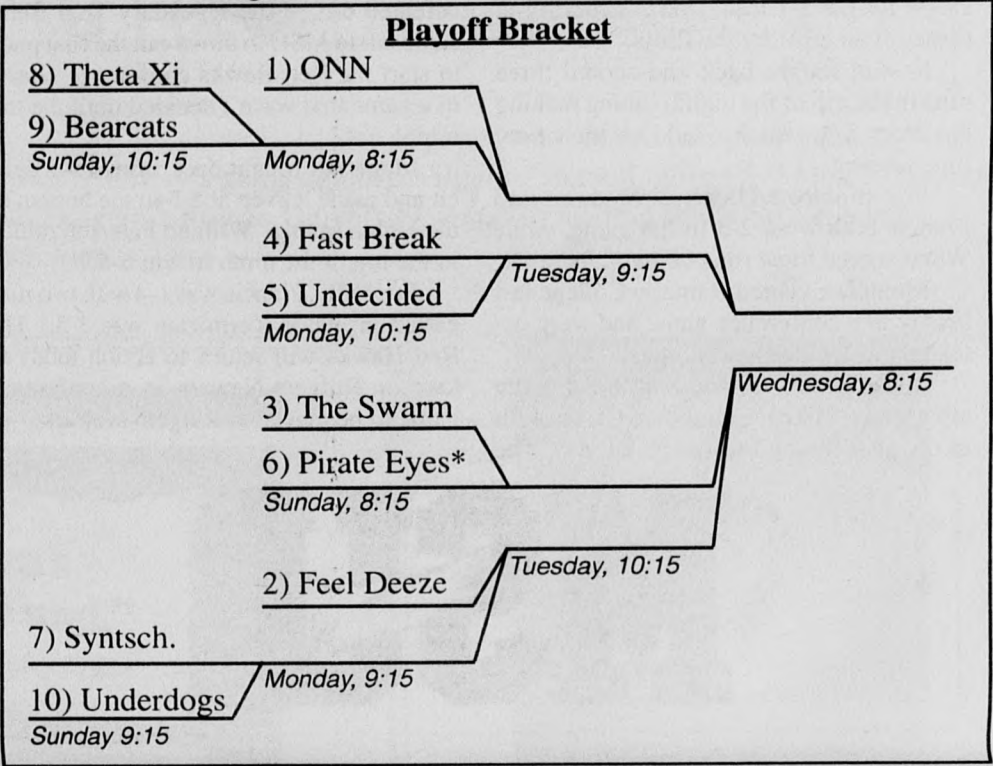 Playoff Bracket
8) Theta Xi
1) ONN
9) Bearcats
Sunday, 10:15
Monday, 8:15
4) Fast Break
Tuesday, 9:15
5) Undecided
Monday, 10:15
Wednesday, 8:15
3) The Swarm
6) Pirate Eyes*
Sunday, 8:15
Tuesday, 10:15
2) Feel Deeze
7) Syntsch.
Monday, 9:15
10) Underdogs
Sunday 9:15